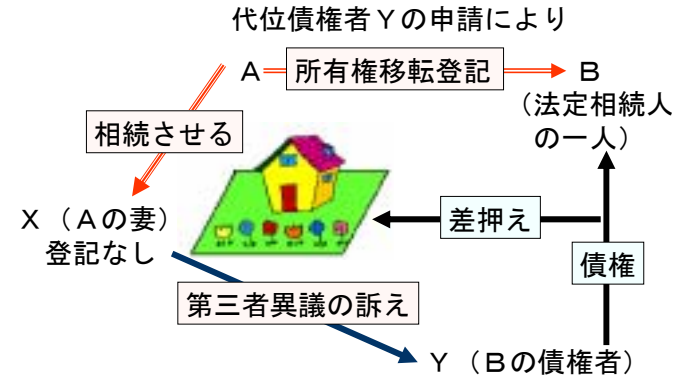 代位債権者Ｙの申請により
Ａ
所有権移転登記
Ｂ
（法定相続人
の一人）
相続させる
Ｘ（Ａの妻）
登記なし
差押え
債権
第三者異議の訴え
Ｙ（Ｂの債権者）